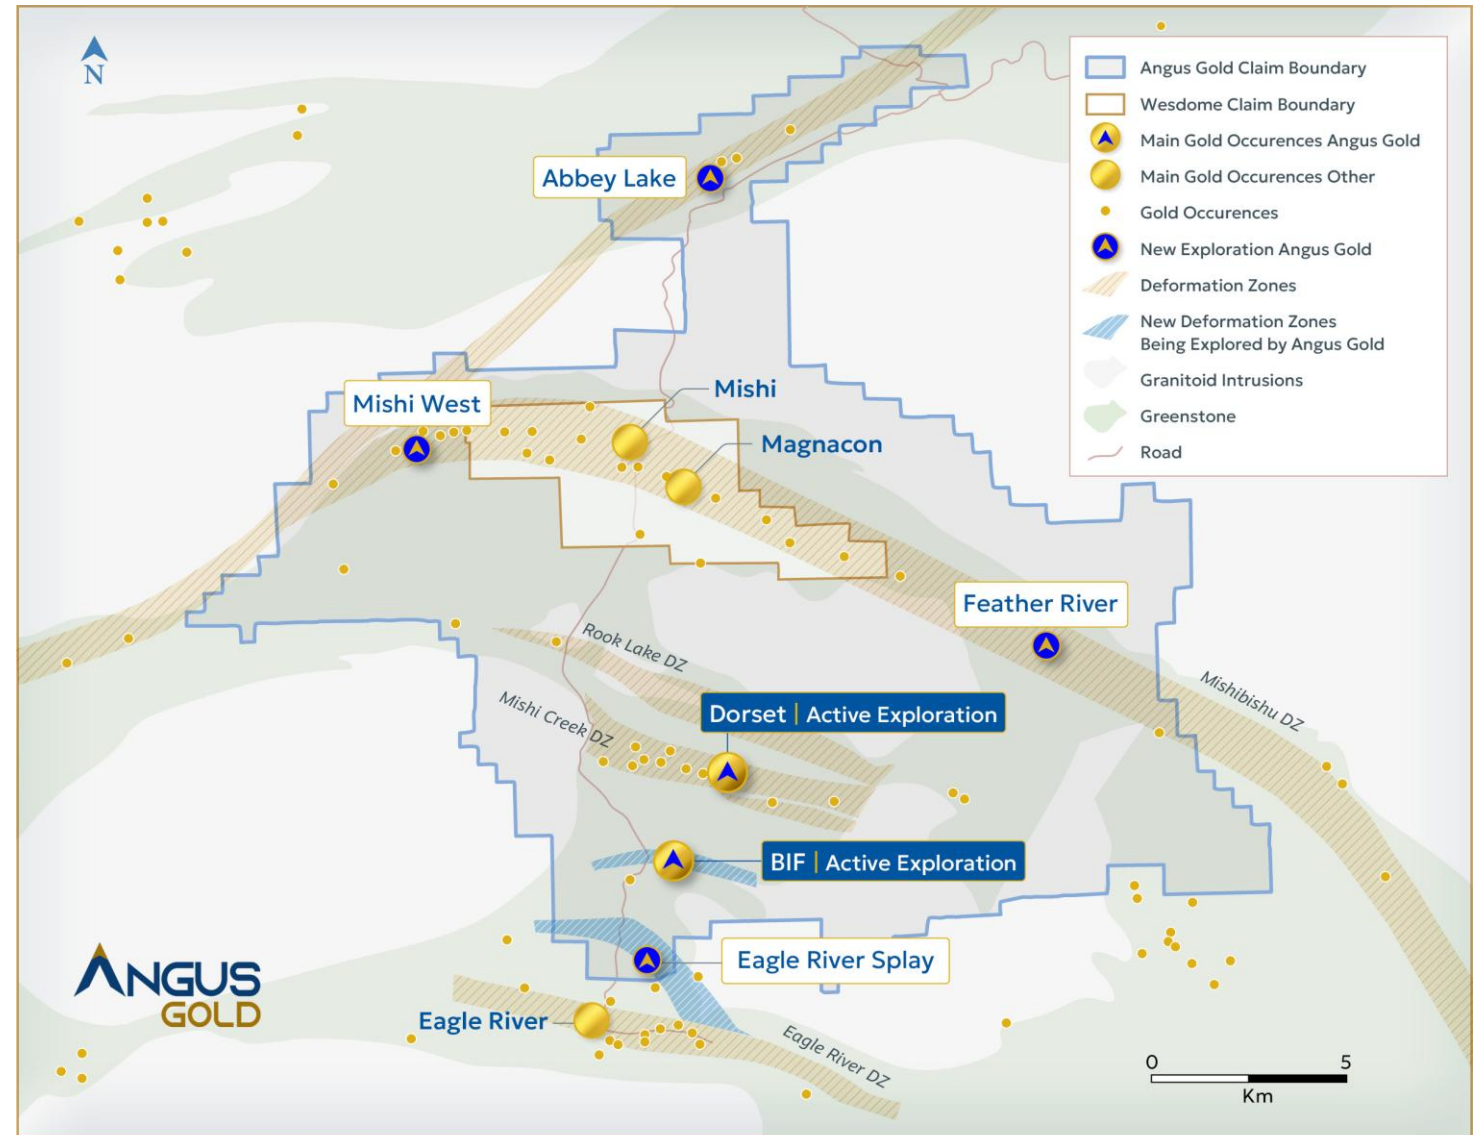 N
Angus Gold Claim Boundary
Wesdome Claim Boundary
Main Gold Occurences Angus Gold
Main Gold Occurences Other
Gold Occurences
New Exploration Angus Gold
Deformation Zones
New Deformation Zones
Being Explored by Angus Gold
Granitoid Intrusions
Greenstone
Road
Abbey Lake
Mishi West
Mishi
Magnacon
Feather River
Rook Lake DZ
Mishi Creek DZ
Mishibishu DZ
Dorset | Active Exploration
BIF | Active Exploration
Eagle River Splay
Eagle River
Eagle River DZ
ANGUS
GOLD
0 5
Km